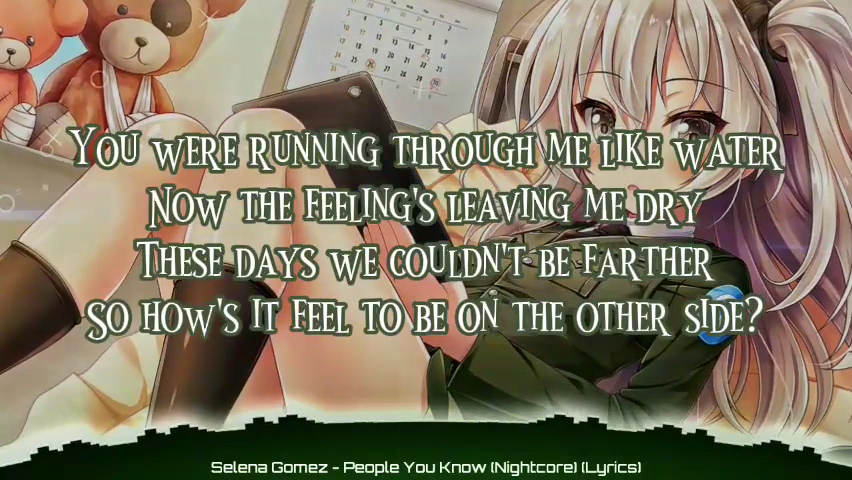 You were running through me like water
Now the feeling's leaving me dry
These days we couldn't be farther
So how's it feel to be on the other side?
Selena Gomez - People You Know (Nightcore) (Lyrics)